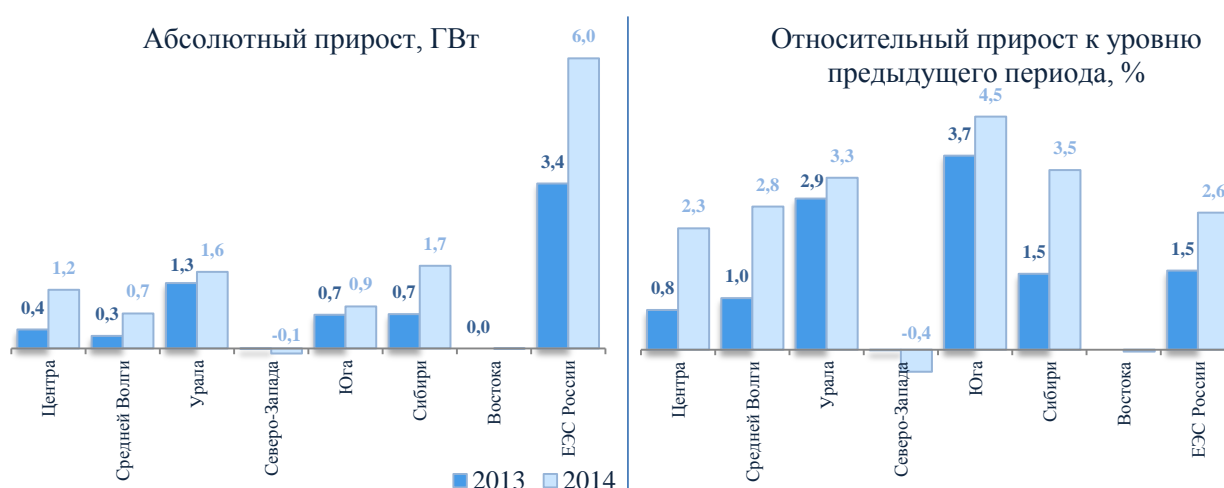 Абсолютный прирост, ГВт
6,0
3,4
1,2
0,4
0,7
0,3
1,6
1,3
-0,1
0,9
0,7
1,7
0,7
0,0
Центра
Средней Волги
Урала
Северо-Запада
Юга
Сибири
Востока
ЕЭС России
2013
2014
Относительный прирост к уровню
предыдущего периода, %
4,5
3,7
3,5
3,3
2,9
2,8
2,3
2,6
1,5
1,5
1,0
0,8
-0,4
Центра
Средней Волги
Урала
Северо-Запада
Юга
Сибири
Востока
ЕЭС России